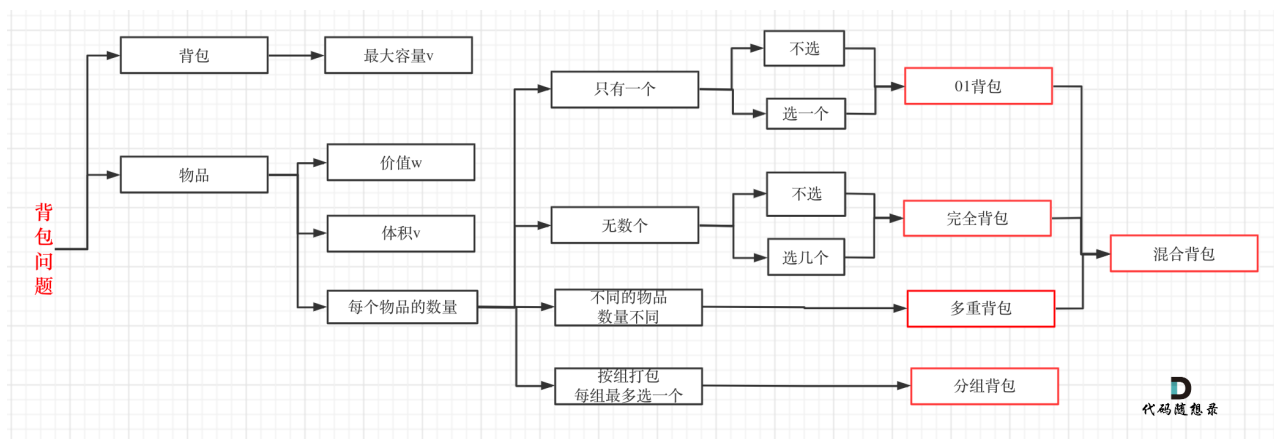 背包问题
背包
最大容量v
物品
价值w
体积v
每个物品的数量
只有一个
不选
选一个
01背包
无数个
不选
选几个
完全背包
不同的物品
数量不同
多重背包
混合背包
按组打包
每组最多选一个
分组背包
代码随想录